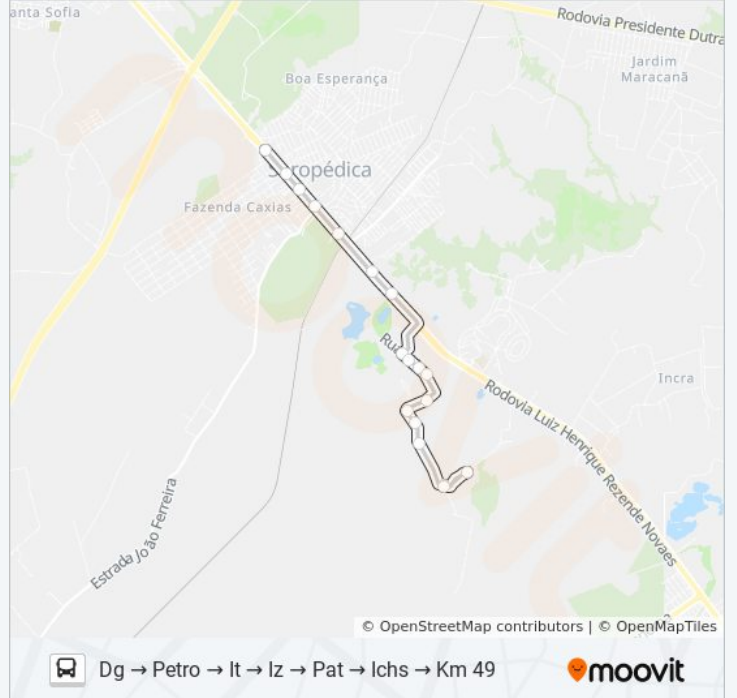 anta Sofia
Rodovia Presidente Dutra
Jardim
Maracanã
Boa Esperança
Seropédica
Fazenda Caxias
Incra
Rodovia Luiz Henrique Rezende Novaes
Estrada João Ferreira
© OpenStreetMap contributors | © OpenMapTiles
Dg → Petro → It → Iz → Pat → Ichs → Km 49
moovit